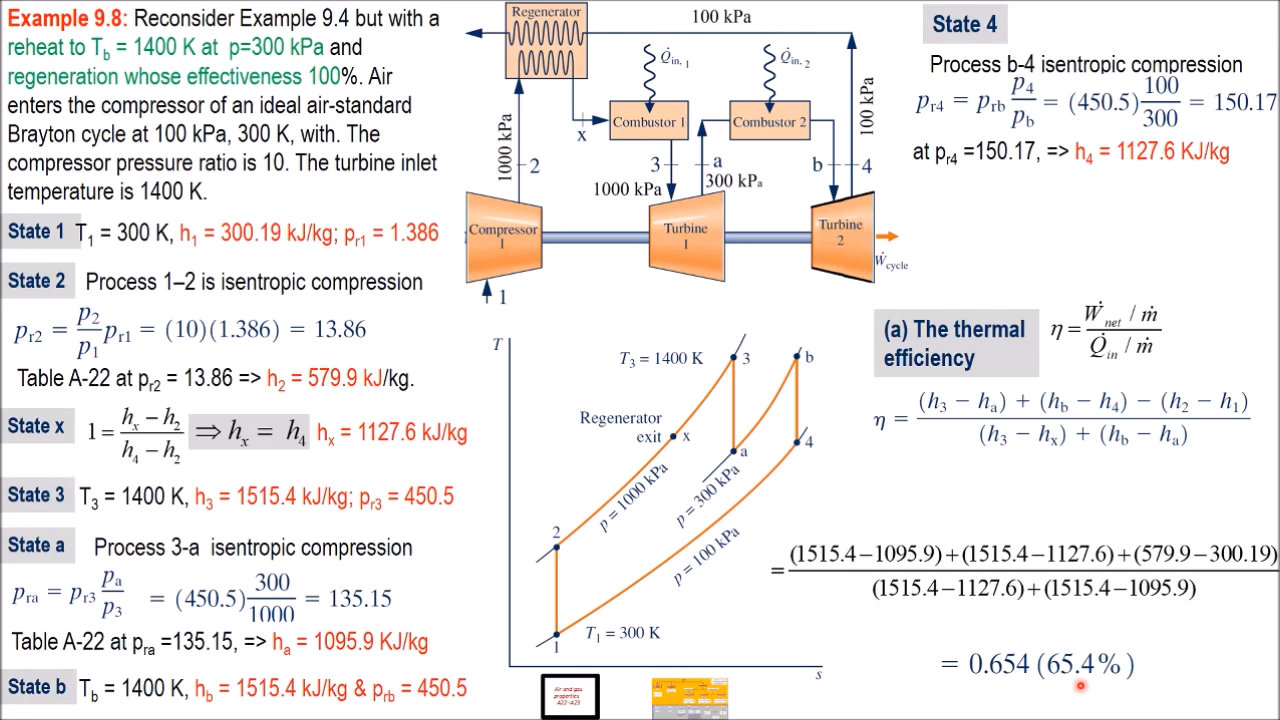 Example 9.8: Reconsider Example 9.4 but with a
reheat to T_b = 1400 K at p=300 kPa and
regeneration whose effectiveness 100%. Air
enters the compressor of an ideal air-standard
Brayton cycle at 100 kPa, 300 K, with. The
compressor pressure ratio is 10. The turbine inlet
temperature is 1400 K.
State 1 T_1 = 300 K, h_1 = 300.19 kJ/kg; p_r1 = 1.386
State 2 Process 1–2 is isentropic compression
p_r2 = p_2/p_1 p_r1 = (10)(1.386) = 13.86
Table A-22 at p_r2 = 13.86 => h_2 = 579.9 kJ/kg.
State x 1 = (h_x − h_2)/(h_4 − h_2) ⇒ h_x = h_4 h_x = 1127.6 kJ/kg
State 3 T_3 = 1400 K, h_3 = 1515.4 kJ/kg; p_r3 = 450.5
State a Process 3-a isentropic compression
p_ra = p_r3 p_a/p_3 = (450.5) 300/1000 = 135.15
Table A-22 at p_ra =135.15, => h_a = 1095.9 KJ/kg
State b T_b = 1400 K, h_b = 1515.4 kJ/kg & p_rb = 450.5
Regenerator
100 kPa
Q̇_in, 1
Q̇_in, 2
Combustor 1
Combustor 2
1000 kPa
2
x
3
a
b
4
100 kPa
1000 kPa
300 kPa
Compressor
1
Turbine
1
Turbine
2
Ẇ_cycle
1
T
T_3 = 1400 K
3
b
Regenerator
exit
x
a
4
p = 1000 kPa
p = 300 kPa
p = 100 kPa
2
1
T_1 = 300 K
s
Air and gas
properties
A22 -A23
State 4
Process b-4 isentropic compression
p_r4 = p_rb p_4/p_b = (450.5) 100/300 = 150.17
at p_r4 =150.17, => h_4 = 1127.6 KJ/kg
(a) The thermal
efficiency
η = (Ẇ_net / ṁ)/(Q̇_in / ṁ)
η = ((h_3 − h_a) + (h_b − h_4) − (h_2 − h_1))/((h_3 − h_x) + (h_b − h_a))
= ((1515.4−1095.9)+(1515.4−1127.6)+(579.9−300.19))/((1515.4−1127.6)+(1515.4−1095.9))
= 0.654 (65.4%)